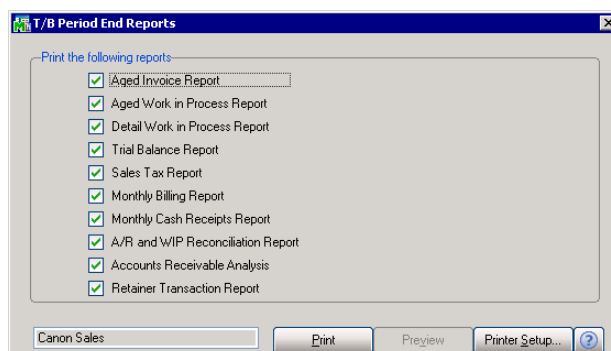 T/B Period End Reports
Print the following reports
Aged Invoice Report
Aged Work in Process Report
Detail Work in Process Report
Trial Balance Report
Sales Tax Report
Monthly Billing Report
Monthly Cash Receipts Report
A/R and WIP Reconciliation Report
Accounts Receivable Analysis
Retainer Transaction Report
Canon Sales Print Preview Printer Setup... ?